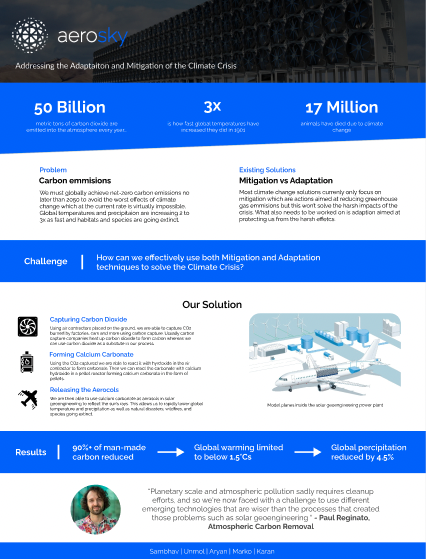 aerosky
Addressing the Adaptaiton and Mitigation of the Climate Crisis
50 Billion
metric tons of carbon dioxide are
emitted into the atmosphere every year.
3x
is how fast global temperatures have
increased they did in 1901
17 Million
animals have died due to climate
change
Problem
Carbon emmisions
We must globally achieve net-zero carbon emissions no
later than 2050 to avoid the worst effects of climate
change which at the current rate is virtually impossible.
Global temperatures and precipitaion are increasing 2 to
3x as fast and habitats and species are going extinct.
Existing Solutions
Mitigation vs Adaptation
Most climate change solutions currently only focus on
mitigation which are actions aimed at reducing greenhouse
gas emmisions but this won't solve the harsh impacts of the
crisis. What also needs to be worked on is adaption aimed at
protecting us from the harsh effetcs.
Challenge
How can we effectively use both Mitigation and Adaptation
techniques to solve the Climate Crisis?
Our Solution
Capturing Carbon Dioxide
Using air contractors placed on the ground, we are able to capture CO2
burned by factories, cars and more using carbon capture. Usually carbon
capture companies heat up carbon dioxide to form carbon whereas we
can use carbon dioxide as a substitute in our process.
Forming Calcium Carbonate
Using the CO2 captured we are able to react it with hydroxide in the air
contactor to form carbonate. Then we can react the carbonate with calcium
hydroxide in a pellet reactor forming calcium carbonate in the form of
pellets.
Releasing the Aerocols
We are then able to use calcium carbonate as aerosols in solar
geoengineering to reflect the sun's rays. This allows us to rapidly lower global
temperature and precipitation as well as natural disasters, wildfires, and
species going extinct.
Model planes inside the solar geoengineering power plant
Results
90%+ of man-made
carbon reduced
Global warming limited
to below 1.5°Cs
Global percipitation
reduced by 4.5%
"Planetary scale and atmospheric pollution sadly requires cleanup
efforts, and so we're now faced with a challenge to use different
emerging technologies that are wiser than the processes that created
those problems such as solar geoengineering." - Paul Reginato,
Atmospheric Carbon Removal
Sambhav | Unmol | Aryan | Marko | Karan